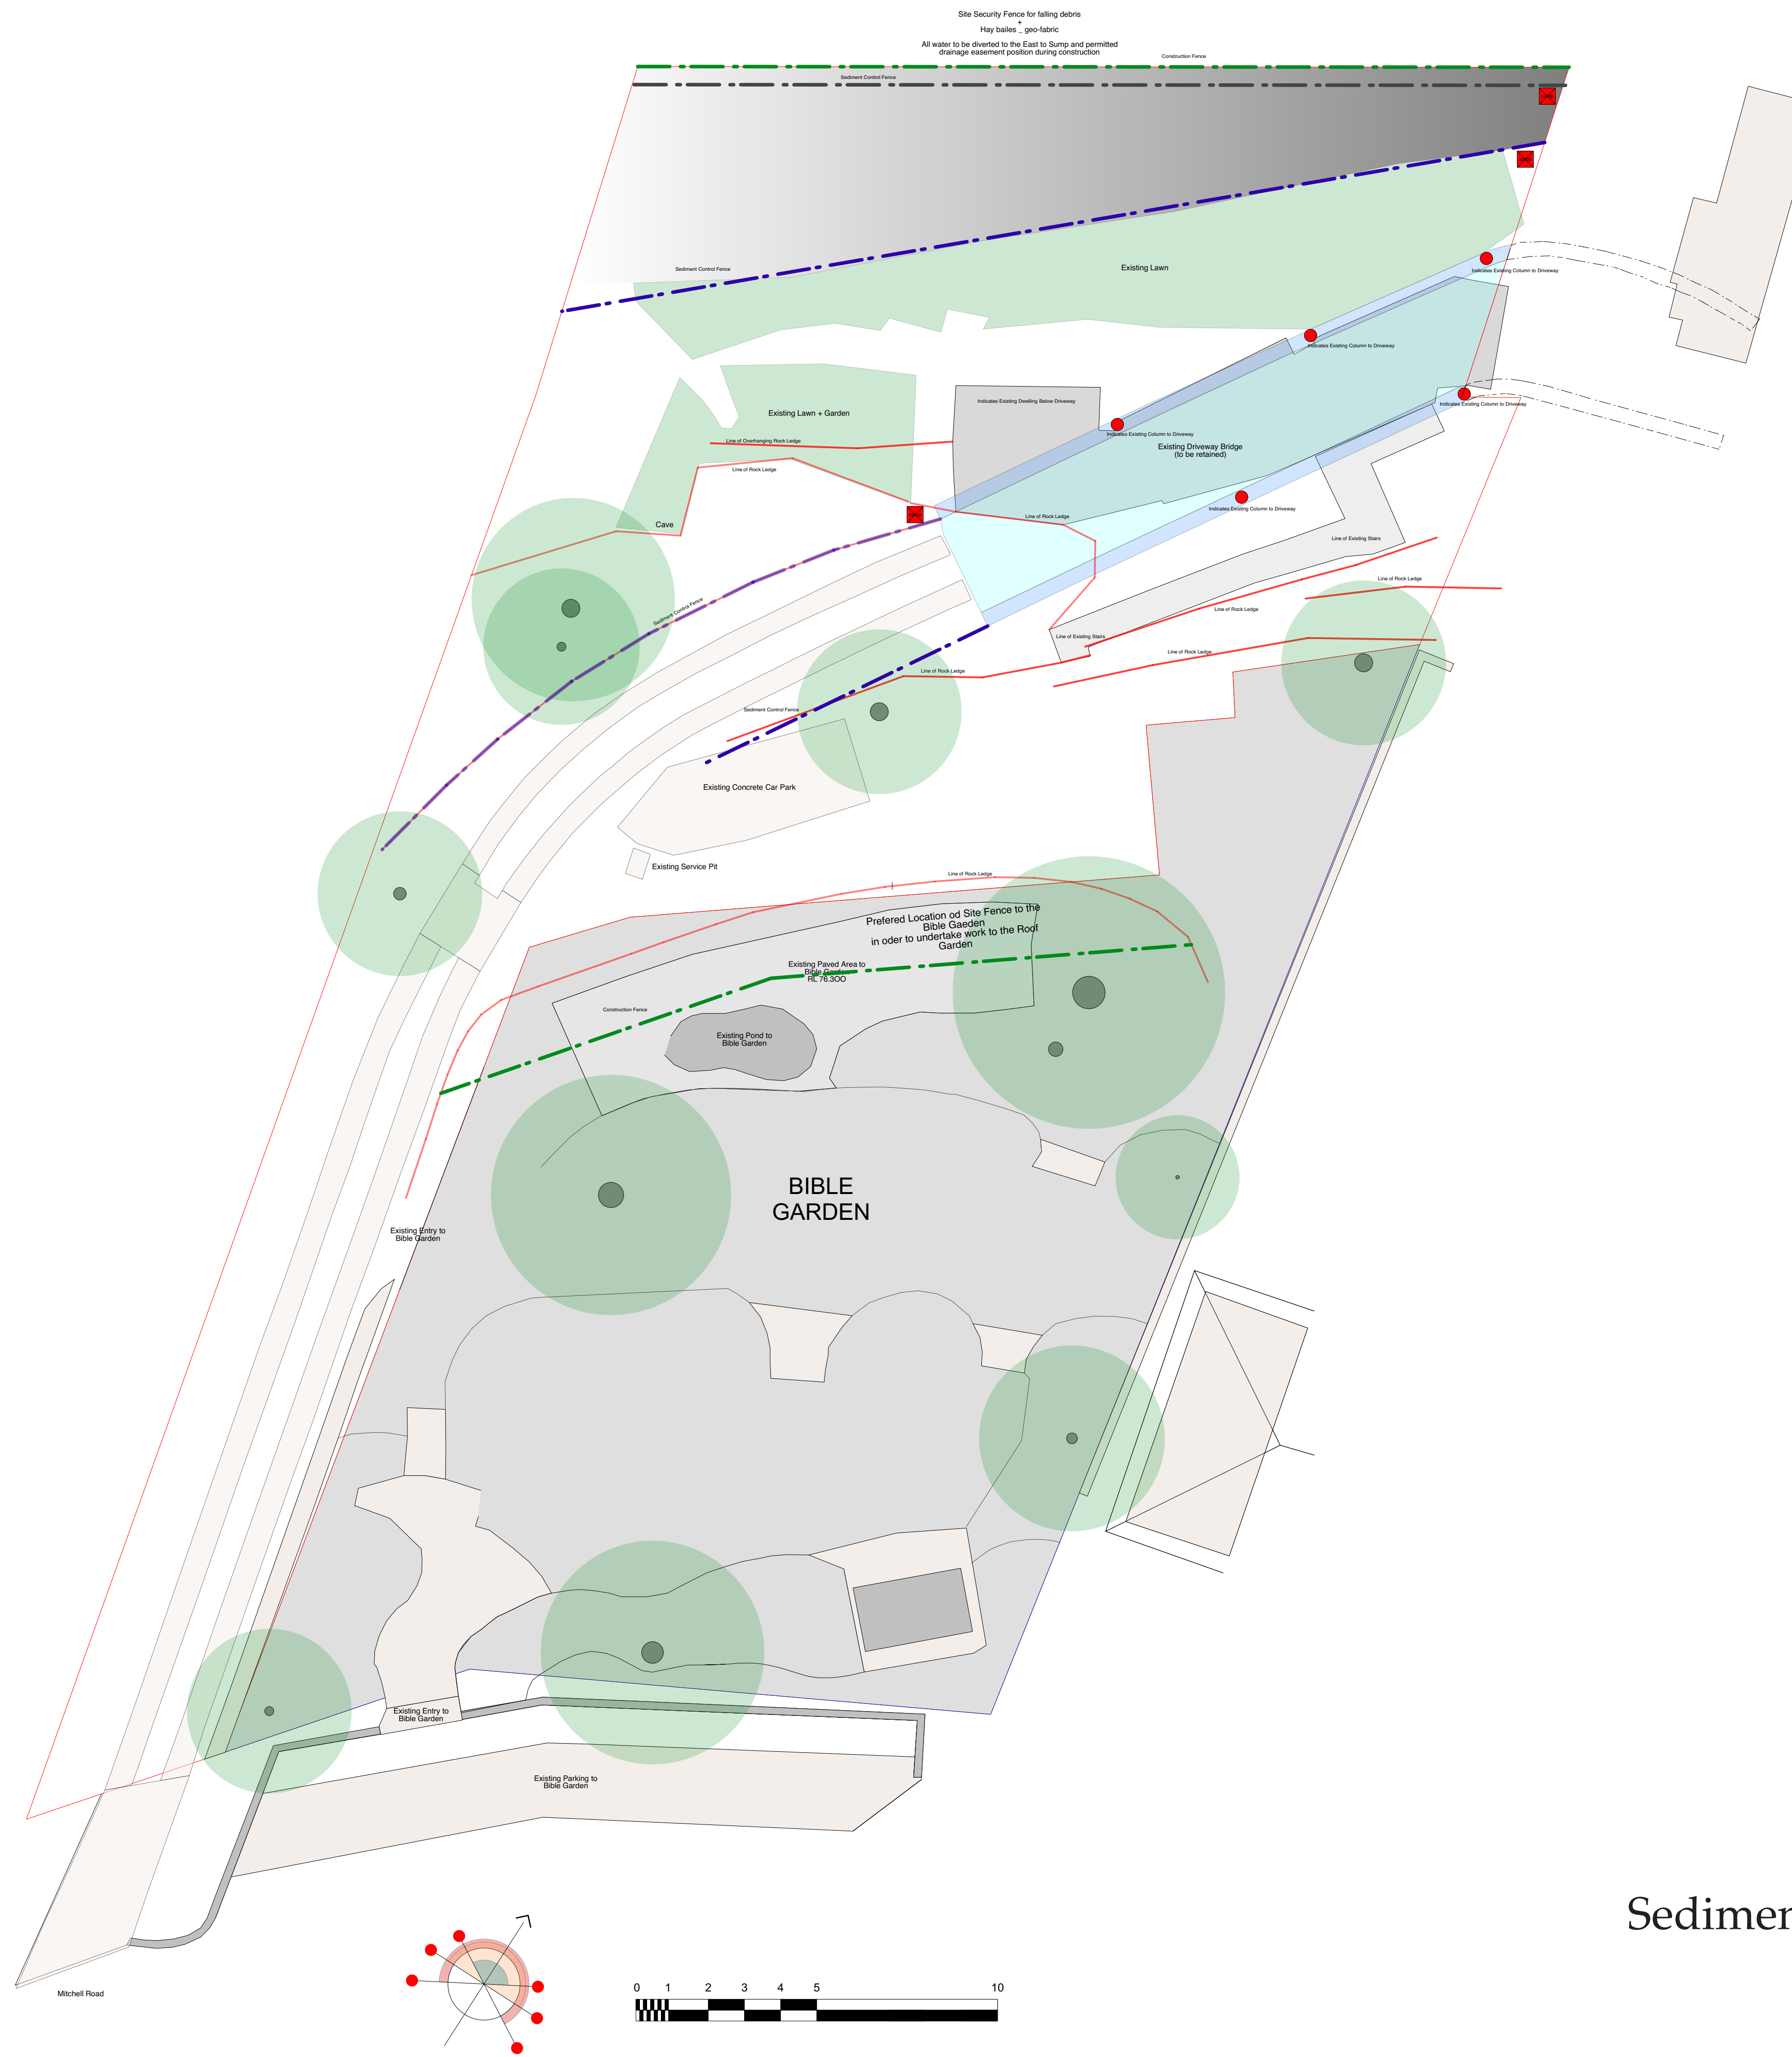 Site Security Fence for falling debris
+
Hay bailes _ geo-fabric
All water to be diverted to the East to Sump and permitted
drainage easement position during construction
Construction Fence
Sediment Control Fence
Sediment Control Fence
Existing Lawn
Indicates Existing Column to Driveway
Indicates Existing Column to Driveway
Existing Lawn + Garden
Indicates Existing Dwelling Below Driveway
Indicates Existing Column to Driveway
Indicates Existing Column to Driveway
Line of Overhanging Rock Ledge
Existing Driveway Bridge
(to be retained)
Line of Rock Ledge
Indicates Existing Column to Driveway
Cave
Line of Rock Ledge
Line of Existing Stairs
Line of Rock Ledge
Sediment Control Fence
Line of Rock Ledge
Line of Existing Stairs
Line of Rock Ledge
Line of Rock Ledge
Sediment Control Fence
Existing Concrete Car Park
Existing Service Pit
Line of Rock Ledge
Prefered Location od Site Fence to the
Bible Gaeden
in oder to undertake work to the Roof
Garden
Existing Paved Area to
Bible Garden
RL 76.3OO
Construction Fence
Existing Pond to
Bible Garden
BIBLE
GARDEN
Existing Entry to
Bible Garden
Existing Entry to
Bible Garden
Existing Parking to
Bible Garden
Sedimen
Mitchell Road
0 1 2 3 4 5 10